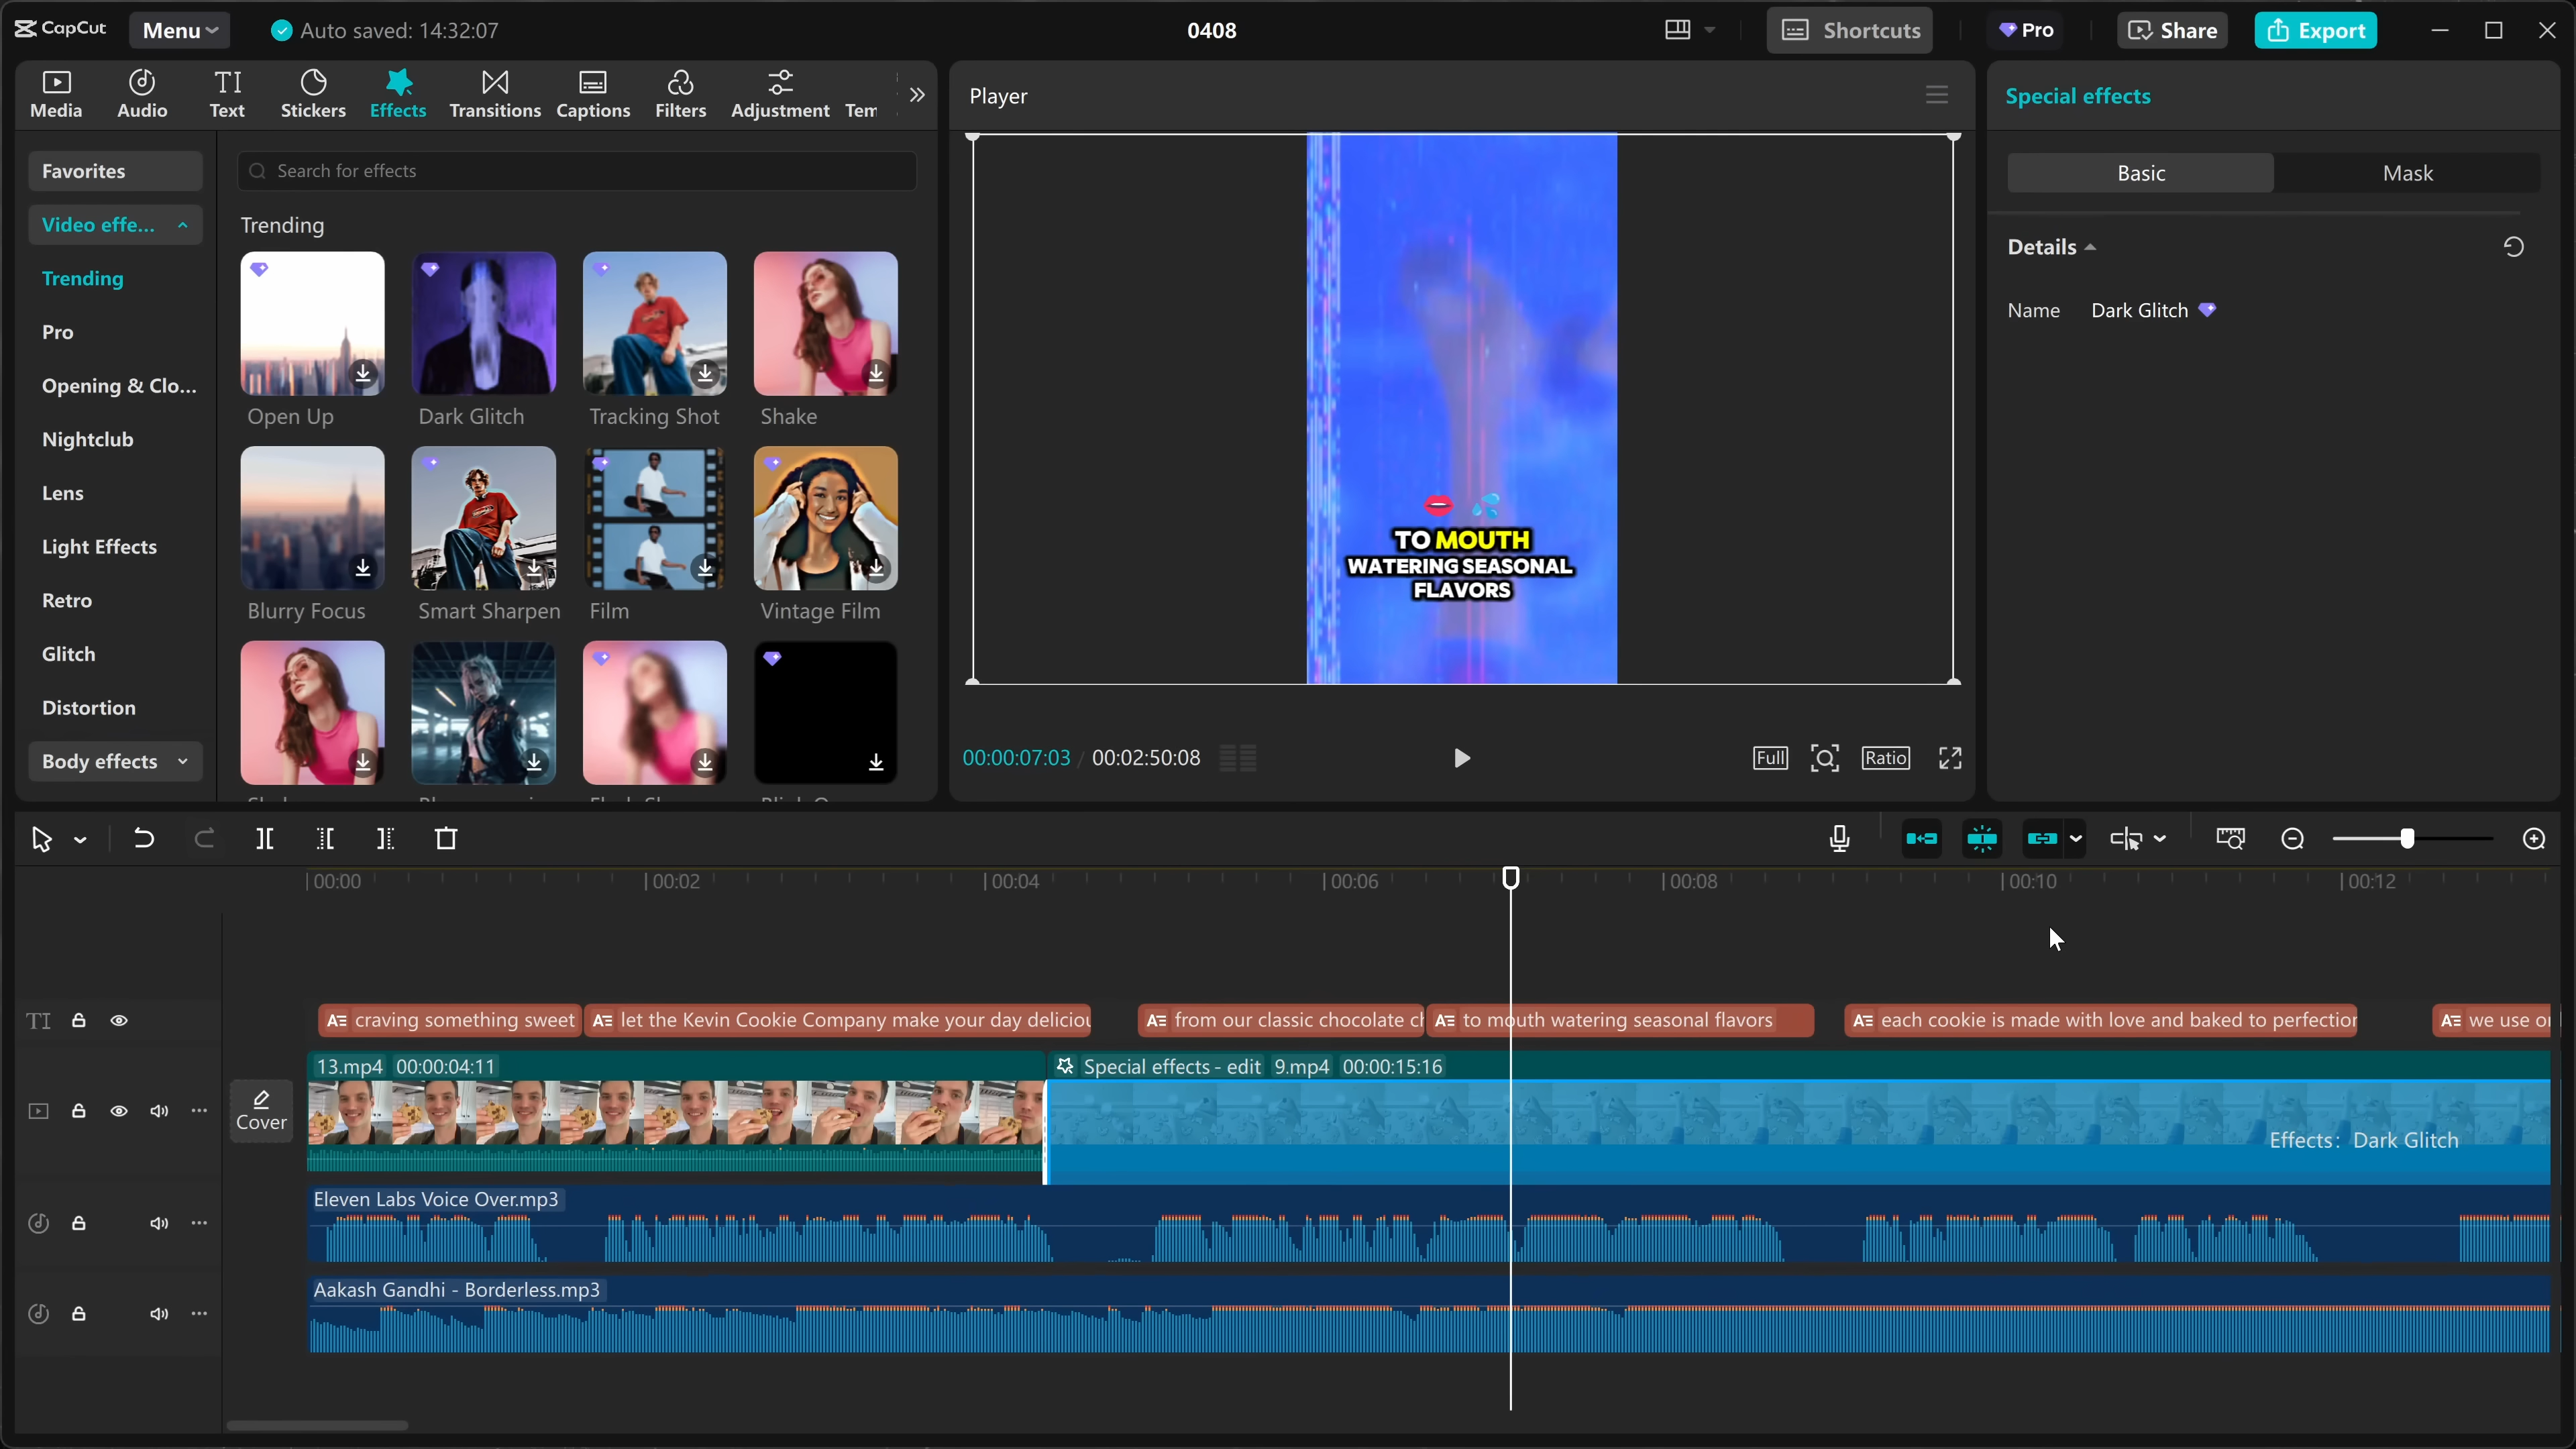 CapCut
Menu
Auto saved: 14:32:07
0408
Shortcuts
Pro
Share
Export
Media
Audio
Text
Stickers
Effects
Transitions
Captions
Filters
Adjustment
Tem
Favorites
Video effe...
Trending
Pro
Opening & Clo...
Nightclub
Lens
Light Effects
Retro
Glitch
Distortion
Body effects
Search for effects
Trending
Open Up
Dark Glitch
Tracking Shot
Shake
Blurry Focus
Smart Sharpen
Film
Vintage Film
Player
TO MOUTH
WATERING SEASONAL
FLAVORS
00:00:07:03 / 00:02:50:08
Full
Ratio
Special effects
Basic
Mask
Details
Name Dark Glitch
00:00
00:02
00:04
00:06
00:08
00:10
00:12
TI
A craving something sweet
A let the Kevin Cookie Company make your day deliciou
A from our classic chocolate ch
A to mouth watering seasonal flavors
A each cookie is made with love and baked to perfection
A we use or
Cover
13.mp4 00:00:04:11
Special effects - edit 9.mp4 00:00:15:16
Effects: Dark Glitch
Eleven Labs Voice Over.mp3
Aakash Gandhi - Borderless.mp3